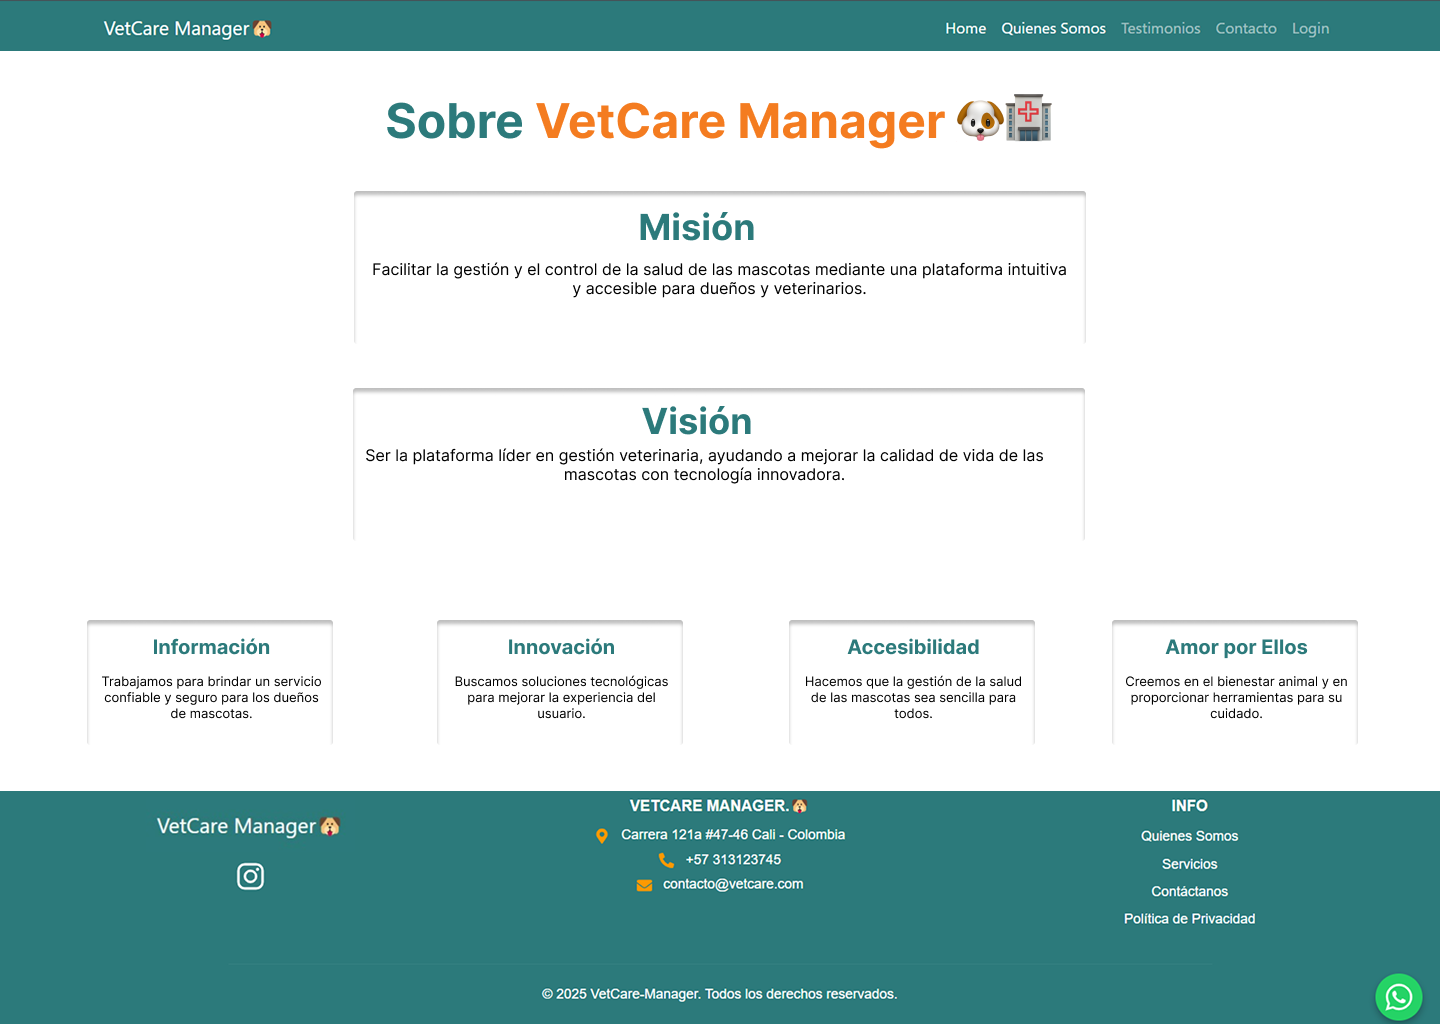 VetCare Manager
Home Quienes Somos Testimonios Contacto Login
Sobre VetCare Manager
Misión
Facilitar la gestión y el control de la salud de las mascotas mediante una plataforma intuitiva
y accesible para dueños y veterinarios.
Visión
Ser la plataforma líder en gestión veterinaria, ayudando a mejorar la calidad de vida de las
mascotas con tecnología innovadora.
Información
Trabajamos para brindar un servicio
confiable y seguro para los dueños
de mascotas.
Innovación
Buscamos soluciones tecnológicas
para mejorar la experiencia del
usuario.
Accesibilidad
Hacemos que la gestión de la salud
de las mascotas sea sencilla para
todos.
Amor por Ellos
Creemos en el bienestar animal y en
proporcionar herramientas para su
cuidado.
VetCare Manager
VETCARE MANAGER.
Carrera 121a #47-46 Cali - Colombia
+57 313123745
contacto@vetcare.com
INFO
Quienes Somos
Servicios
Contáctanos
Política de Privacidad
© 2025 VetCare-Manager. Todos los derechos reservados.